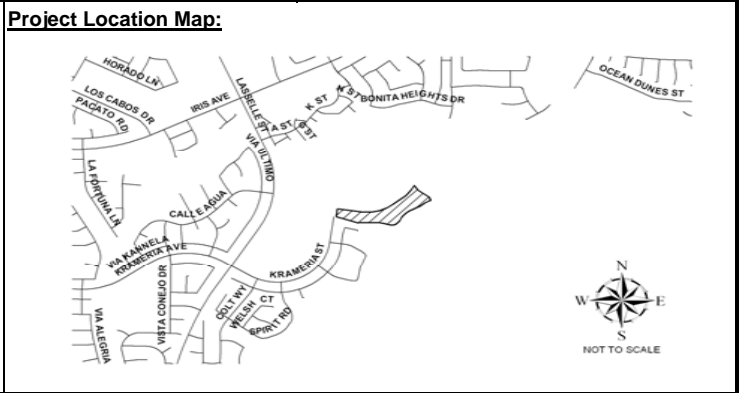 Project Location Map:
HORADO LN
LOS CABOS DR
PACATO RD
IRIS AVE
LASSELLE ST
K ST
N ST
BONITA HEIGHTS DR
OCEAN DUNES ST
A ST
G ST
VIA ULTIMO
LA FORTUNA LN
CALLE AGUA
VIA KANNELA
KRAMERIA AVE
KRAMERIA ST
VISTA CONEJO DR
COLT WY
WELSH CT
SPIRIT RD
VIA ALEGRIA
N
W E
S
NOT TO SCALE